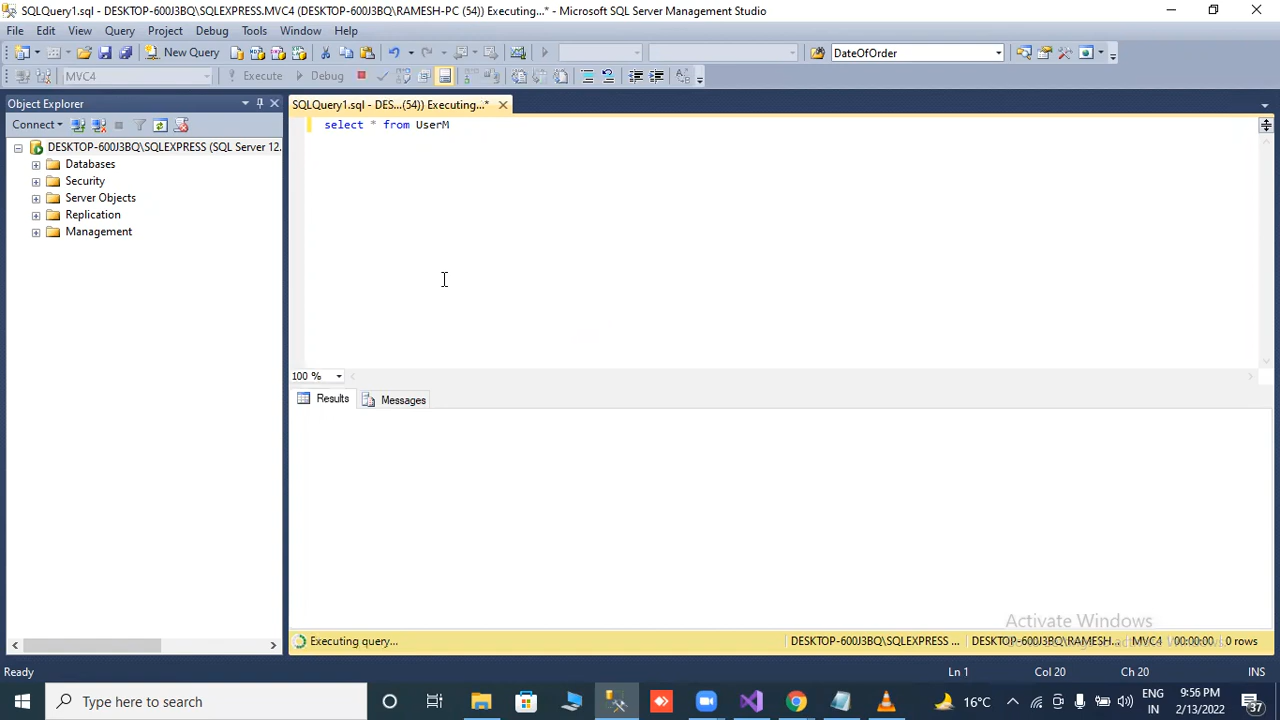 SQLQuery1.sql - DESKTOP-600J3BQ\SQLEXPRESS.MVC4 (DESKTOP-600J3BQ\RAMESH-PC (54)) Executing...* - Microsoft SQL Server Management Studio
File Edit View Query Project Debug Tools Window Help
New Query DateOfOrder
MVC4 Execute Debug
Object Explorer
SQLQuery1.sql - DES...(54)) Executing...*
Connect
select * from UserM
DESKTOP-600J3BQ\SQLEXPRESS (SQL Server 12.
Databases
Security
Server Objects
Replication
Management
100 %
Results Messages
Activate Windows
Executing query... DESKTOP-600J3BQ\SQLEXPRESS ... DESKTOP-600J3BQ\RAMESH... MVC4 00:00:00 0 rows
Ready Ln 1 Col 20 Ch 20 INS
Type here to search
16°C
ENG
IN
9:56 PM
2/13/2022
37